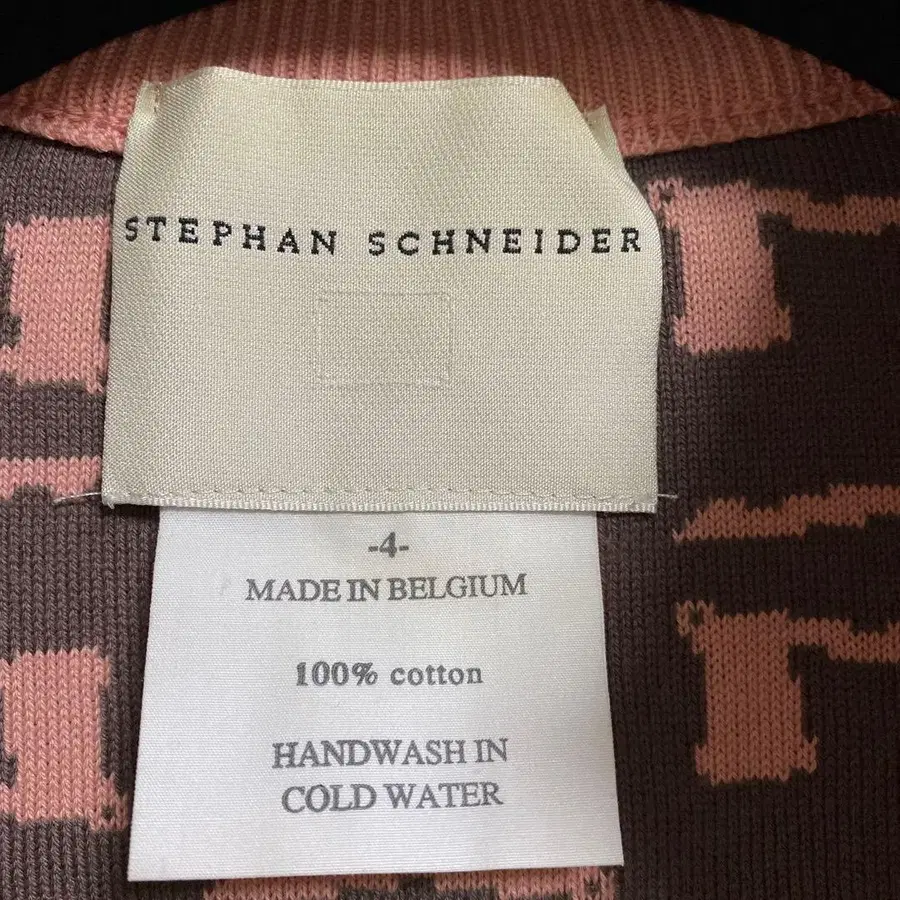 STEPHAN SCHNEIDER
-4-
MADE IN BELGIUM
100% cotton
HANDWASH IN
COLD WATER